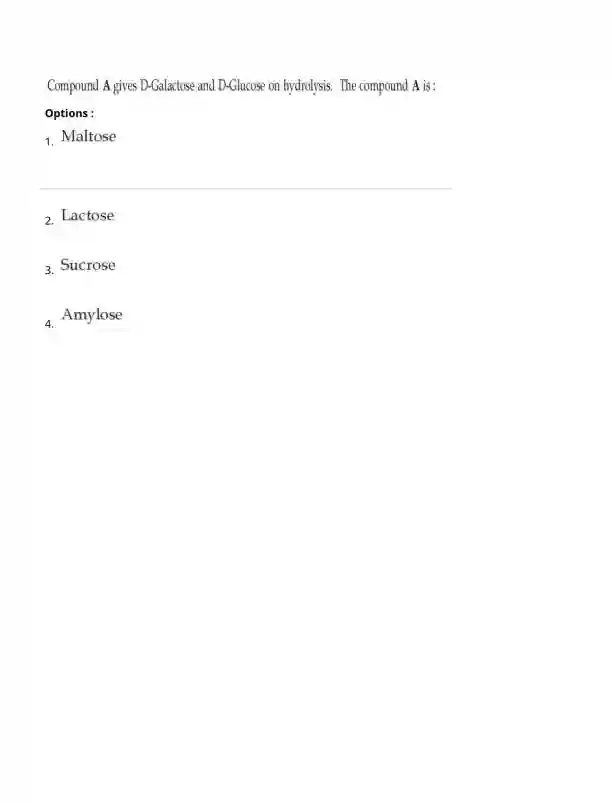 Compound A gives D-Galactose and D-Glucose on hydrolysis. The compound A is :
Options :
1. Maltose
2. Lactose
3. Sucrose
4. Amylose